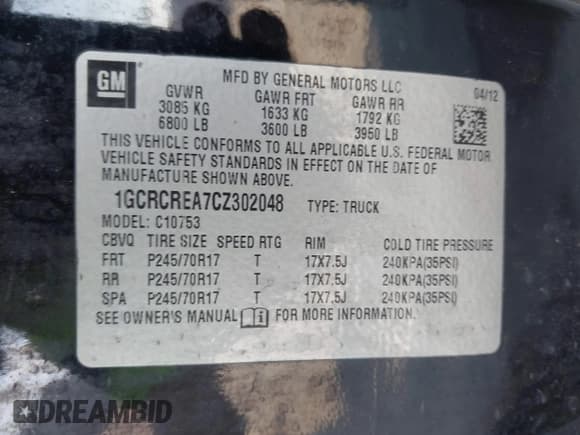 GM
MFD BY GENERAL MOTORS LLC 04/12
GVWR GAWR FRT GAWR RR
3085 KG 1633 KG 1792 KG
6800 LB 3600 LB 3950 LB
THIS VEHICLE CONFORMS TO ALL APPLICABLE U.S. FEDERAL MOTOR
VEHICLE SAFETY STANDARDS IN EFFECT ON THE DATE OF
MANUFACTURE SHOWN ABOVE.
1GCRCREA7CZ302048 TYPE: TRUCK
MODEL: C10753
CBVQ TIRE SIZE SPEED RTG RIM COLD TIRE PRESSURE
FRT P245/70R17 T 17X7.5J 240KPA(35PSI)
RR P245/70R17 T 17X7.5J 240KPA(35PSI)
SPA P245/70R17 T 17X7.5J 240KPA(35PSI)
SEE OWNER'S MANUAL FOR MORE INFORMATION.
DREAMBID